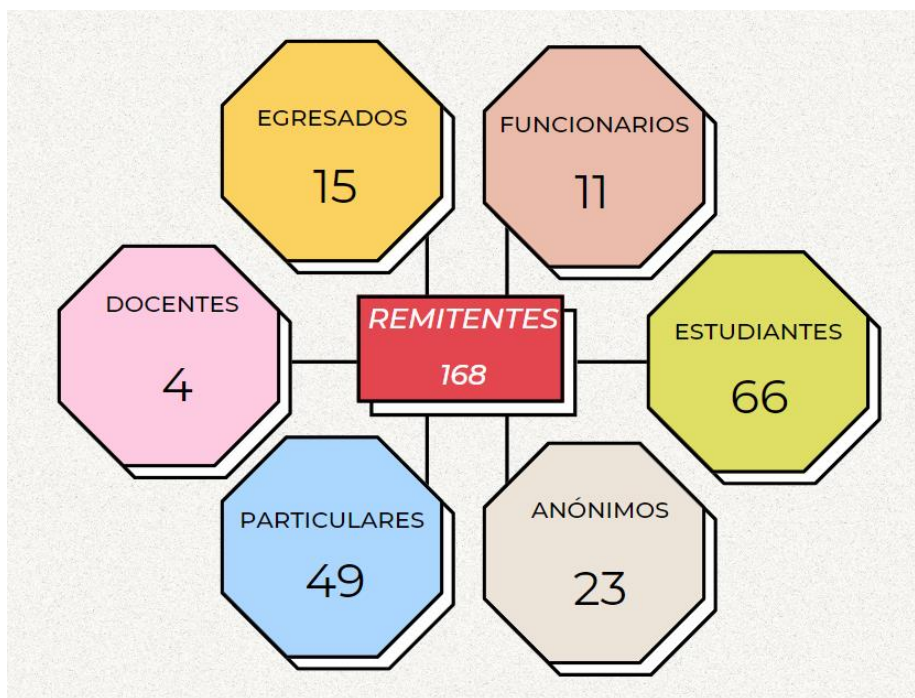 EGRESADOS
15
FUNCIONARIOS
11
DOCENTES
4
REMITENTES
168
ESTUDIANTES
66
PARTICULARES
49
ANÓNIMOS
23